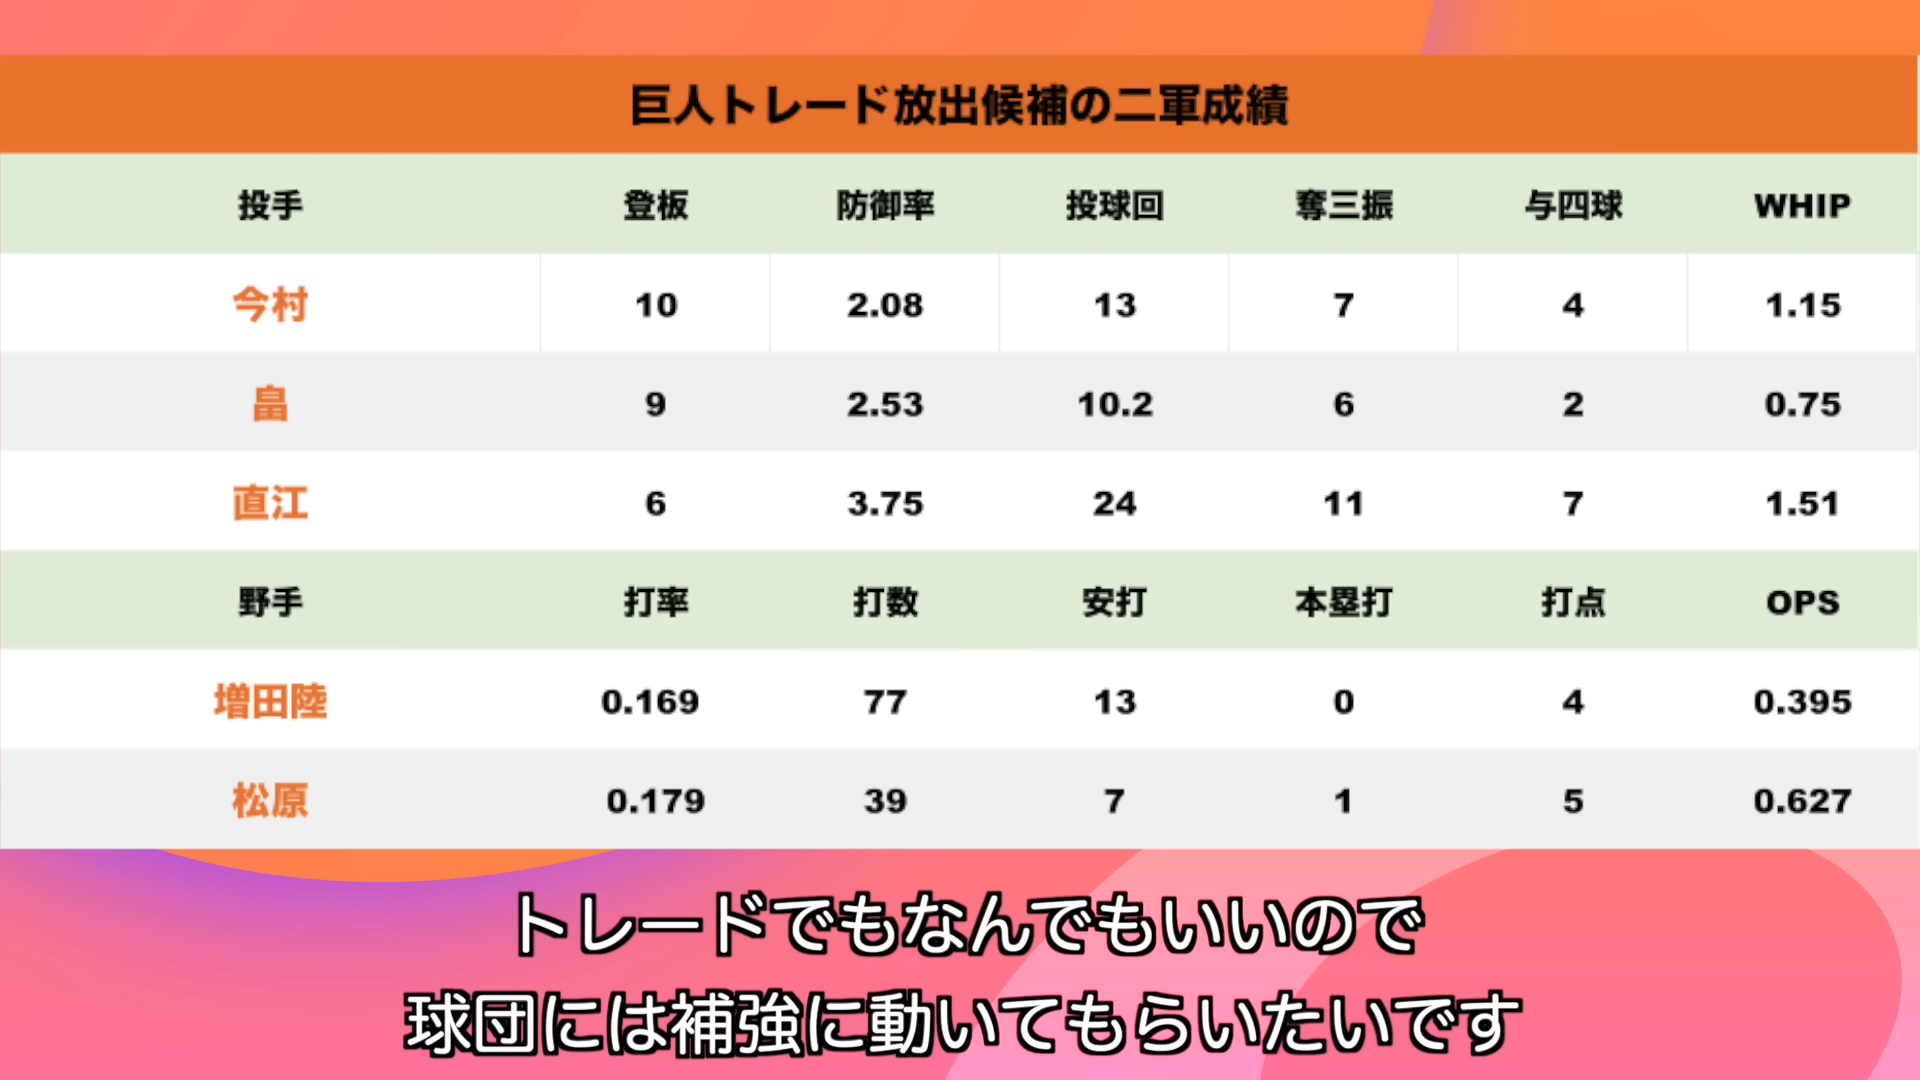 巨人トレード放出候補の二軍成績
投手 登板 防御率 投球回 奪三振 与四球 WHIP
今村 10 2.08 13 7 4 1.15
畠 9 2.53 10.2 6 2 0.75
直江 6 3.75 24 11 7 1.51
野手 打率 打数 安打 本塁打 打点 OPS
増田陸 0.169 77 13 0 4 0.395
松原 0.179 39 7 1 5 0.627
トレードでもなんでもいいので
球団には補強に動いてもらいたいです